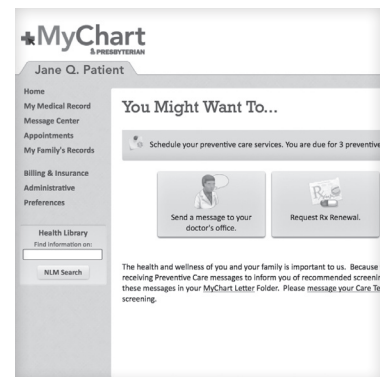 MyChart
& PRESBYTERIAN
Jane Q. Patient
Home
My Medical Record
Message Center
Appointments
My Family's Records
Billing & Insurance
Administrative
Preferences
Health Library
Find information on:
NLM Search
You Might Want To...
Schedule your preventive care services. You are due for 3 preventive
Send a message to your
doctor's office.
Rx
Request Rx Renewal.
The health and wellness of you and your family is important to us. Because
receiving Preventive Care messages to inform you of recommended
these messages in your MyChart Letter Folder. Please message your Care
screening.